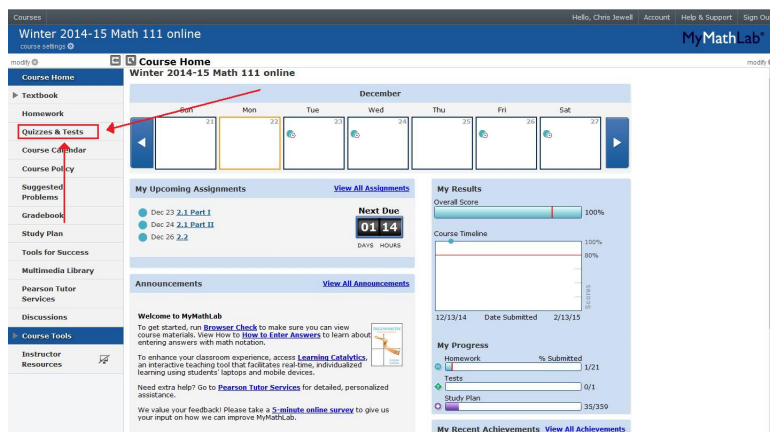 Courses
Hello, Chris Jewell Account Help & Support Sign Ou
Winter 2014-15 Math 111 online
course settings
MyMathLab®
modify
Course Home
modify
Winter 2014-15 Math 111 online
Course Home
Textbook
Homework
Quizzes & Tests
Course Calendar
Course Policy
Suggested
Problems
Gradebook
Study Plan
Tools for Success
Multimedia Library
Pearson Tutor
Services
Discussions
Course Tools
Instructor
Resources
December
Sun Mon Tue Wed Thu Fri Sat
21 22 23 24 25 26 27
My Upcoming Assignments View All Assignments
Dec 23 2.1 Part I
Dec 24 2.1 Part II
Dec 26 2.2
Next Due
01 14
DAYS HOURS
Announcements View All Announcements
Welcome to MyMathLab
To get started, run Browser Check to make sure you can view
course materials. View How to How to Enter Answers to learn about
entering answers with math notation.
To enhance your classroom experience, access Learning Catalytics,
an interactive teaching tool that facilitates real-time, individualized
learning using students' laptops and mobile devices.
Need extra help? Go to Pearson Tutor Services for detailed, personalized
assistance.
We value your feedback! Please take a 5-minute online survey to give us
your input on how we can improve MyMathLab.
My Results
Overall Score
100%
Course Timeline
100%
80%
Scores
12/13/14 Date Submitted 2/13/15
My Progress
Homework % Submitted
1/21
Tests
0/1
Study Plan
35/359
My Recent Achievements View All Achievements